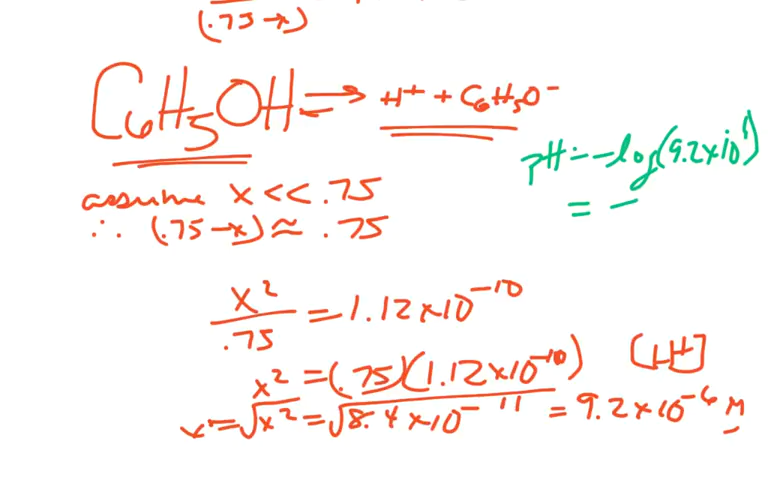 (.75-x)
C₆H₅OH ⇌ H⁺ + C₆H₅O⁻
pH = -log(9.2x10
= -
assume x << .75
∴ (.75-x) ≈ .75
x²/.75 = 1.12x10⁻¹⁰
x² = (.75)(1.12x10⁻¹⁰) [H⁺]
x = √x² = √8.4x10⁻¹¹ = 9.2x10⁻⁶ M